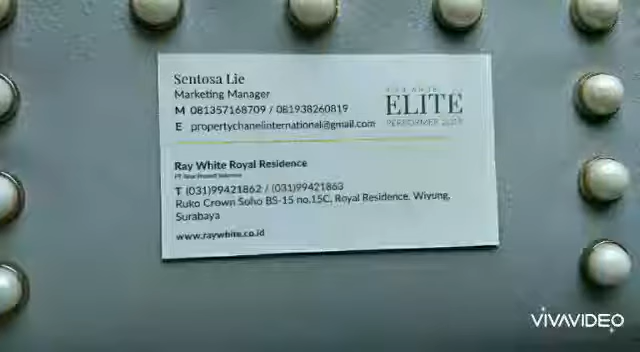 Sentosa Lie
Marketing Manager
M 081357168709 / 081938260819
E propertychanelinternational@gmail.com
ELITE
PERFORMER
Ray White Royal Residence
T (031)99421862 / (031)99421863
Ruko Crown Soho BS-15 no.15C, Royal Residence, Wiyung,
Surabaya
www.raywhite.co.id
VIVAVIDEO